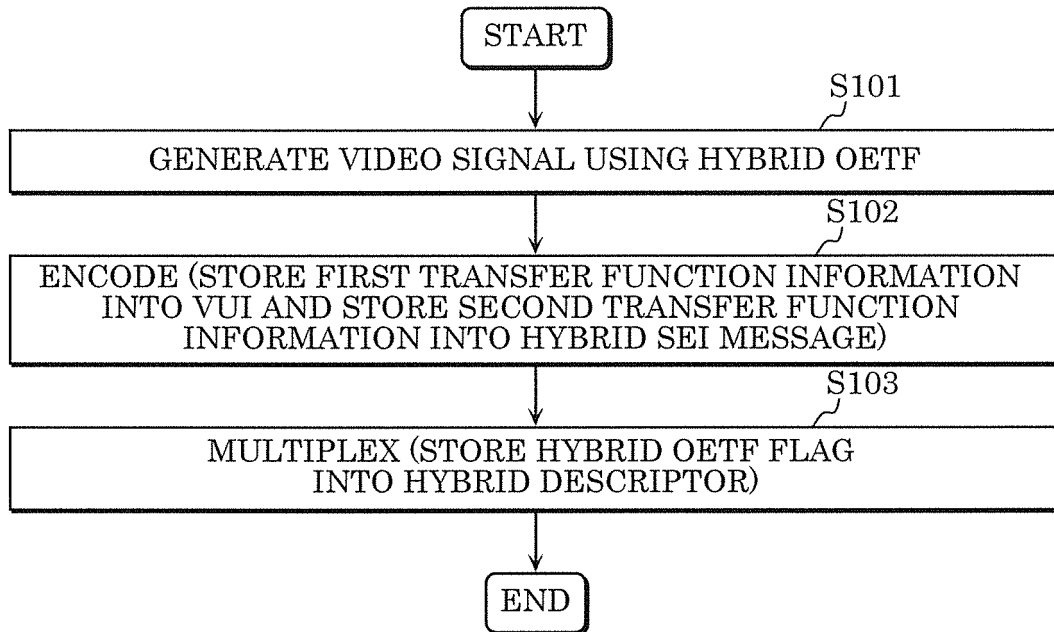 START
S101
GENERATE VIDEO SIGNAL USING HYBRID OETF
S102
ENCODE (STORE FIRST TRANSFER FUNCTION INFORMATION
INTO VUI AND STORE SECOND TRANSFER FUNCTION
INFORMATION INTO HYBRID SEI MESSAGE)
S103
MULTIPLEX (STORE HYBRID OETF FLAG
INTO HYBRID DESCRIPTOR)
END